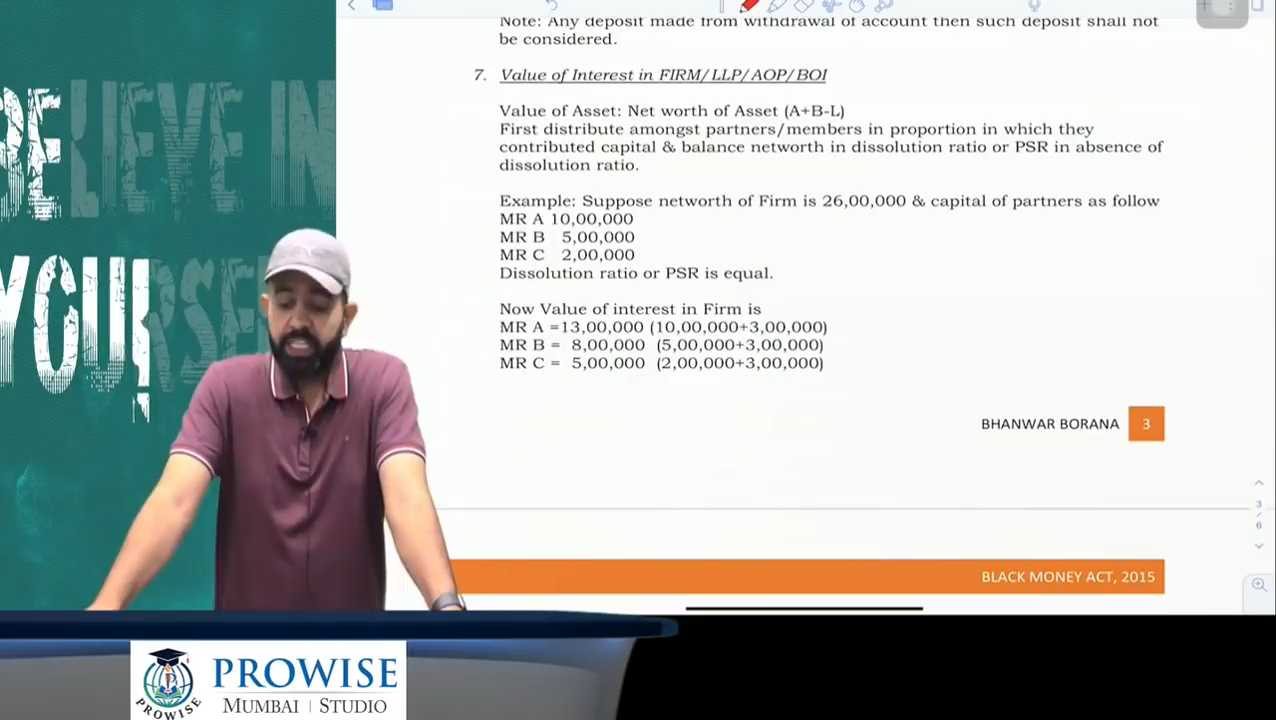 BELIEVE IN
YOURSELF
Note: Any deposit made from withdrawal of account then such deposit shall not
be considered.
7. Value of Interest in FIRM/LLP/AOP/BOI
Value of Asset: Net worth of Asset (A+B-L)
First distribute amongst partners/members in proportion in which they
contributed capital & balance networth in dissolution ratio or PSR in absence of
dissolution ratio.
Example: Suppose networth of Firm is 26,00,000 & capital of partners as follow
MR A 10,00,000
MR B 5,00,000
MR C 2,00,000
Dissolution ratio or PSR is equal.
Now Value of interest in Firm is
MR A =13,00,000 (10,00,000+3,00,000)
MR B = 8,00,000 (5,00,000+3,00,000)
MR C = 5,00,000 (2,00,000+3,00,000)
BHANWAR BORANA 3
3
/
6
BLACK MONEY ACT, 2015
PROWISE
MUMBAI | STUDIO
PROWISE